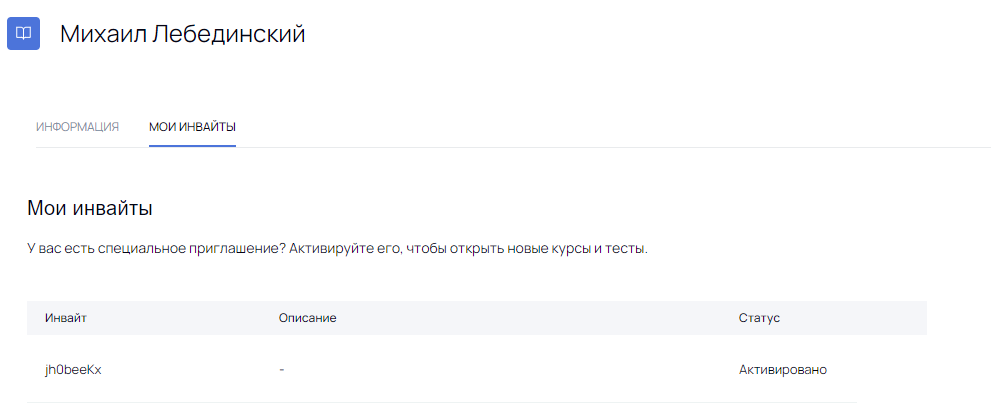 Михаил Лебединский
ИНФОРМАЦИЯ МОИ ИНВАЙТЫ
Мои инвайты
У вас есть специальное приглашение? Активируйте его, чтобы открыть новые курсы и тесты.
Инвайт Описание Статус
jh0beeKx - Активировано